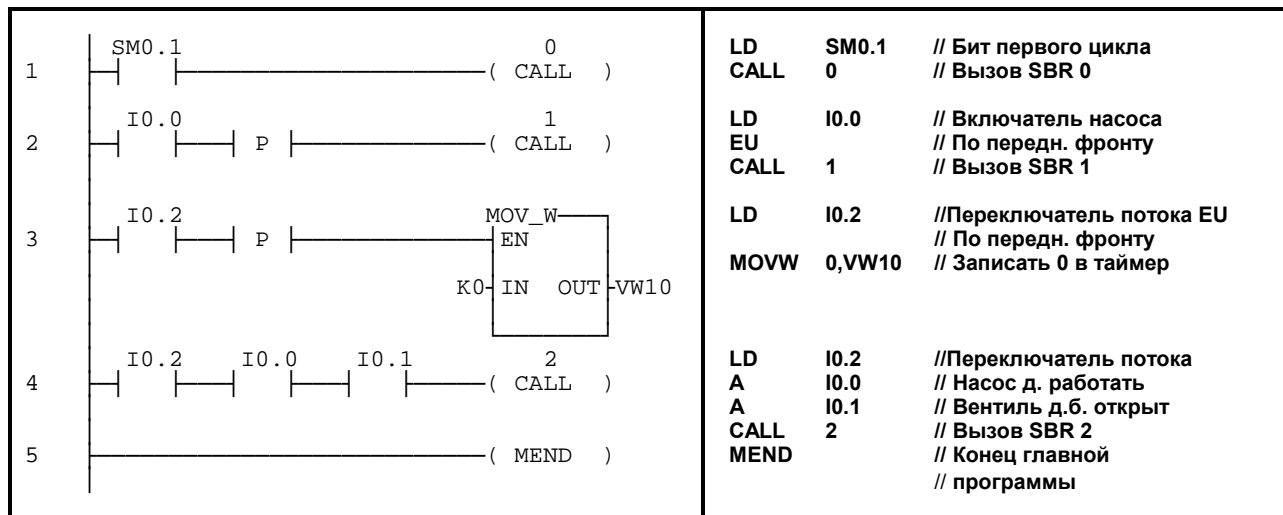 SM0.1 0
1 ( CALL )
I0.0 1
2 P ( CALL )
I0.2 MOV_W
3 P EN
K0 IN OUT VW10
I0.2 I0.0 I0.1 2
4 ( CALL )
5 ( MEND )
LD SM0.1 // Бит первого цикла
CALL 0 // Вызов SBR 0
LD I0.0 // Включатель насоса
EU // По передн. фронту
CALL 1 // Вызов SBR 1
LD I0.2 //Переключатель потока EU
// По передн. фронту
MOVW 0,VW10 // Записать 0 в таймер
LD I0.2 //Переключатель потока
A I0.0 // Насос д. работать
A I0.1 // Вентиль д.б. открыт
CALL 2 // Вызов SBR 2
MEND // Конец главной
// программы